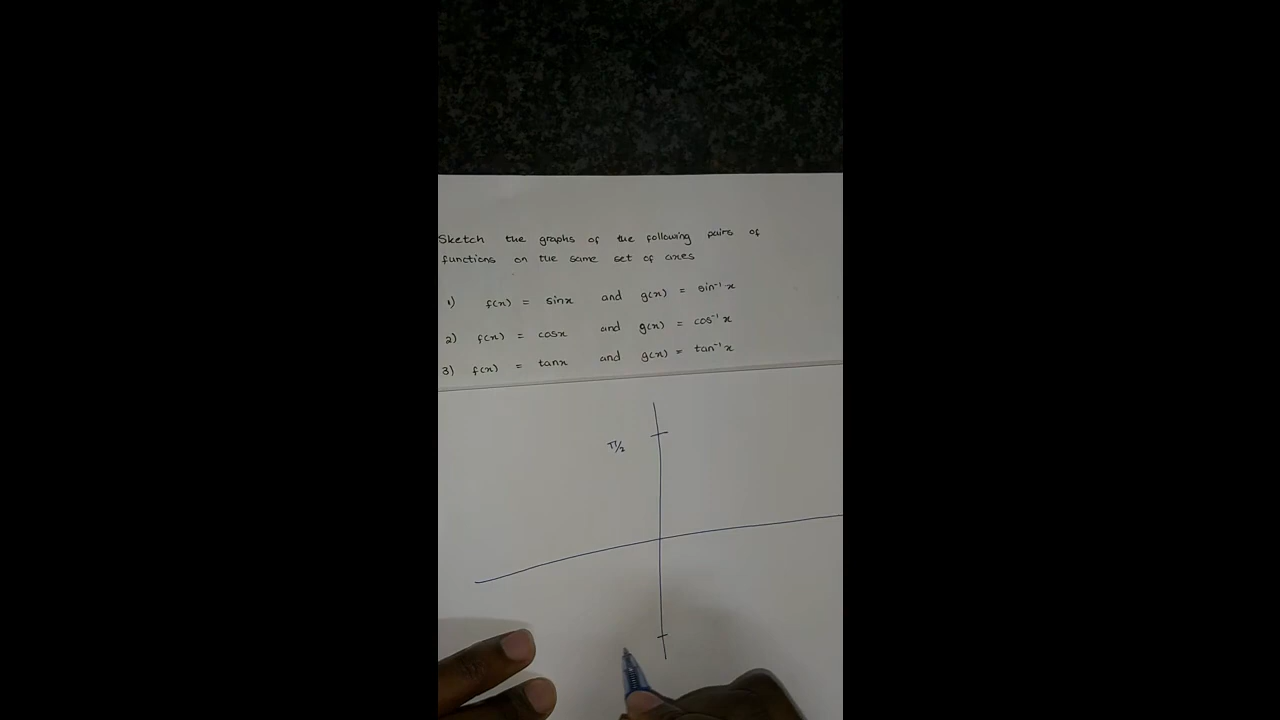 Sketch the graphs of the following pairs of
functions on the same set of axes
1) f(x) = sinx and g(x) = sin⁻¹x
2) f(x) = cosx and g(x) = cos⁻¹x
3) f(x) = tanx and g(x) = tan⁻¹x
π/2